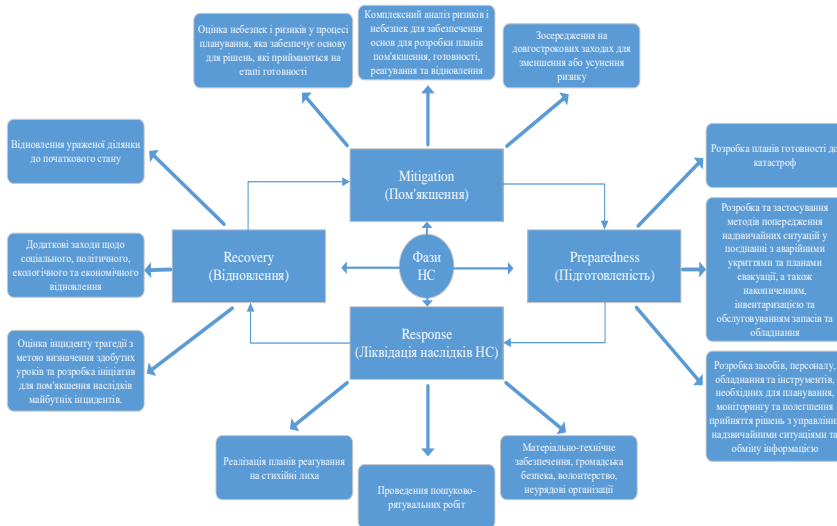 Оцінка небезпек і ризиків у процесі
планування, яка забезпечує основу
для рішень, які приймаються на
етапі готовності
Комплексний аналіз ризиків і
небезпек для забезпечення
основ для розробки планів
пом'якшення, готовності,
реагування та відновлення
Зосередження на
довгострокових заходах для
зменшення або усунення
ризику
Відновлення ураженої ділянки
до початкового стану
Mitigation
(Пом'якшення)
Розробка планів готовності до
катастроф
Додаткові заходи щодо
соціального, політичного,
екологічного та економічного
відновлення
Recovery
(Відновлення)
Фази
НС
Preparedness
(Підготовленість)
Розробка та застосування
методів попередження
надзвичайних ситуацій у
поєднанні з аварійними
укриттями та планами
евакуації, а також
накопиченням,
інвентаризацією та
обслуговуванням запасів та
обладнання
Оцінка інциденту трагедії з
метою визначення здобутих
уроків та розробка ініціатив
для пом'якшення наслідків
майбутніх інцидентів.
Response
(Ліквідація наслідків НС)
Розробка засобів, персоналу,
обладнання та інструментів,
необхідних для планування,
моніторингу та полегшення
прийняття рішень з управління
надзвичайними ситуаціями та
обміну інформацією
Реалізація планів реагування
на стихійні лиха
Проведення пошуково-
рятувальних робіт
Матеріально-технічне
забезпечення, громадська
безпека, волонтерство,
неурядові організації